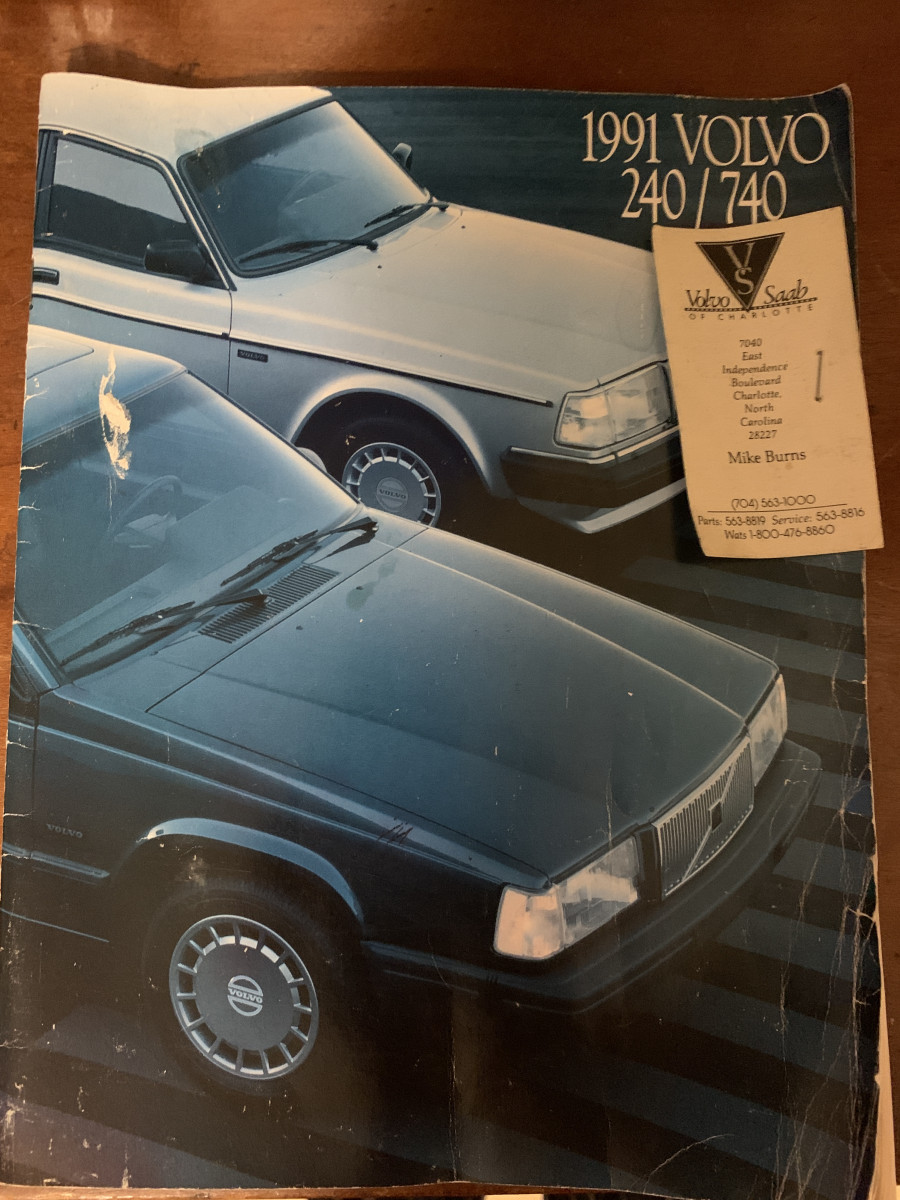 1991 VOLVO
240 / 740
V
S
Volvo Saab
OF CHARLOTTE
7040
East
Independence
Boulevard
Charlotte,
North
Carolina
28227
Mike Burns
(704) 563-1000
Parts: 563-8819 Service: 563-8816
Wats 1-800-476-8860
VOLVO
VOLVO
VOLVO
VOLVO